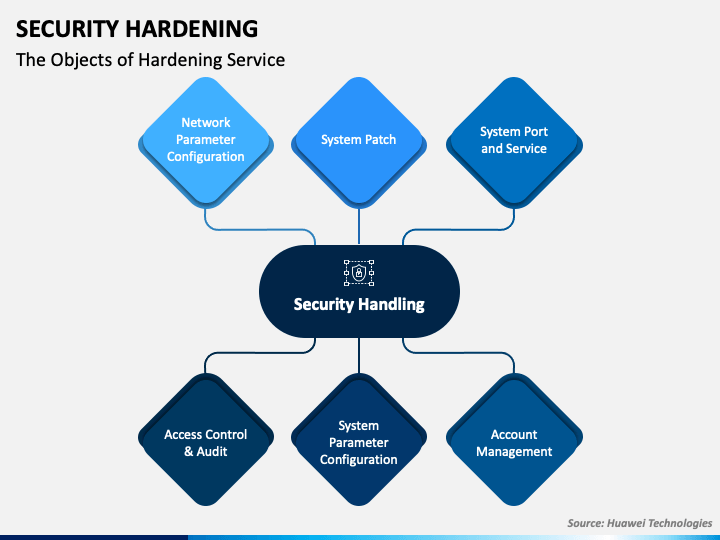 SECURITY HARDENING
The Objects of Hardening Service
Network
Parameter
Configuration
System Patch
System Port
and Service
Security Handling
Access Control
& Audit
System
Parameter
Configuration
Account
Management
Source: Huawei Technologies